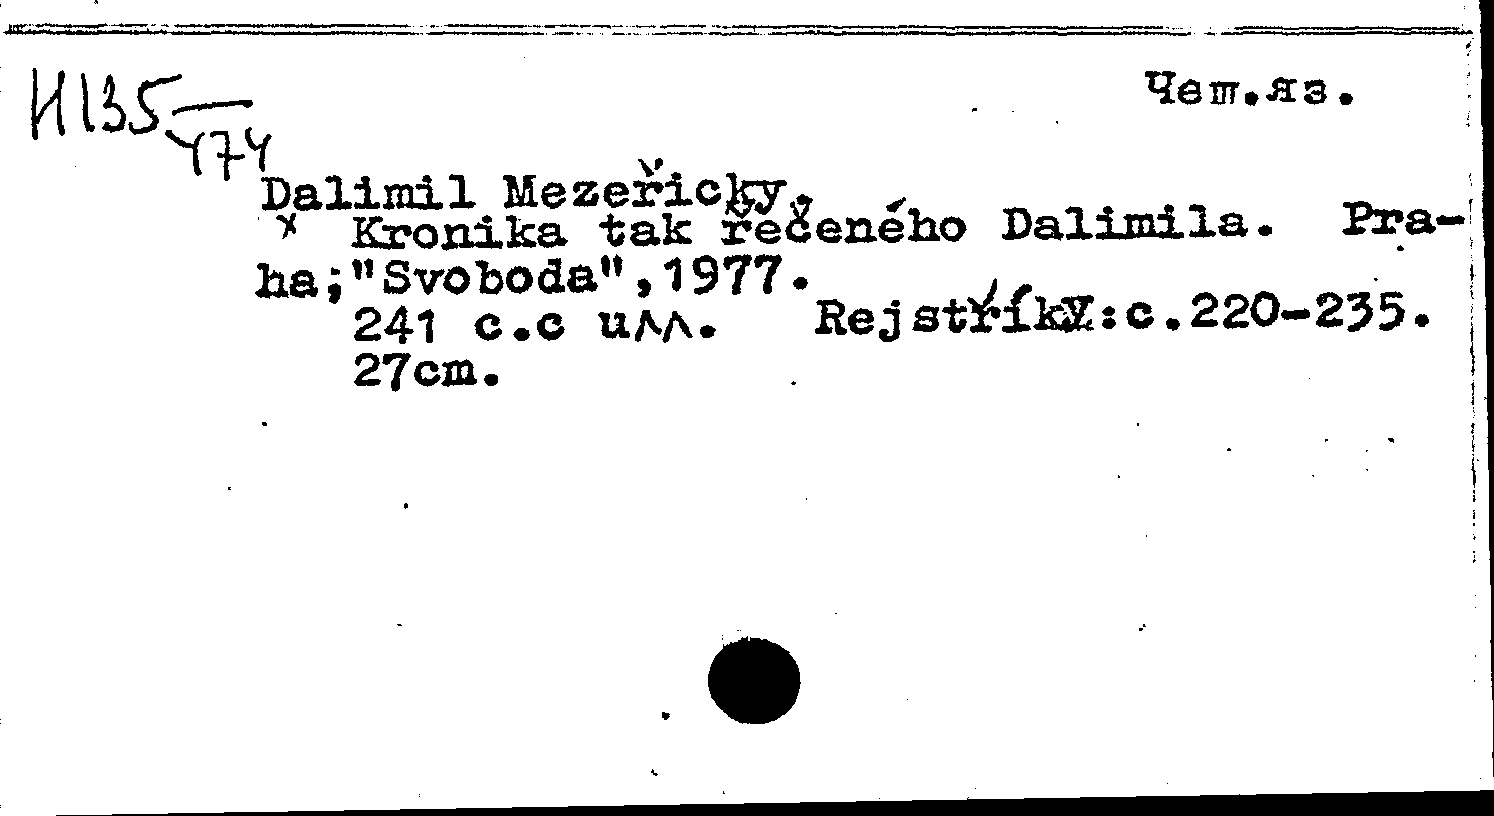 Чеш.яз.
И135
474
Dalimil Mezeřicky.
x Kronika tak řečeného Dalimila. Pra-
ha;"Svoboda",1977.
241 с.с илл. Rejstříky:с.220-235.
27cm.